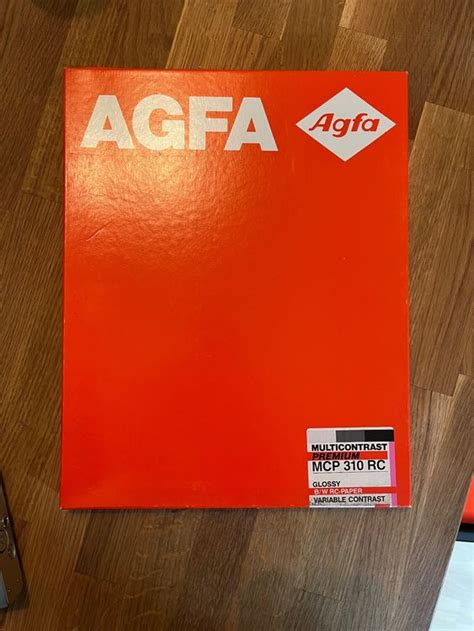 AGFA
Agfa
MULTICONTRAST
PREMIUM
MCP 310 RC
GLOSSY
B/W RC-PAPER
VARIABLE CONTRAST